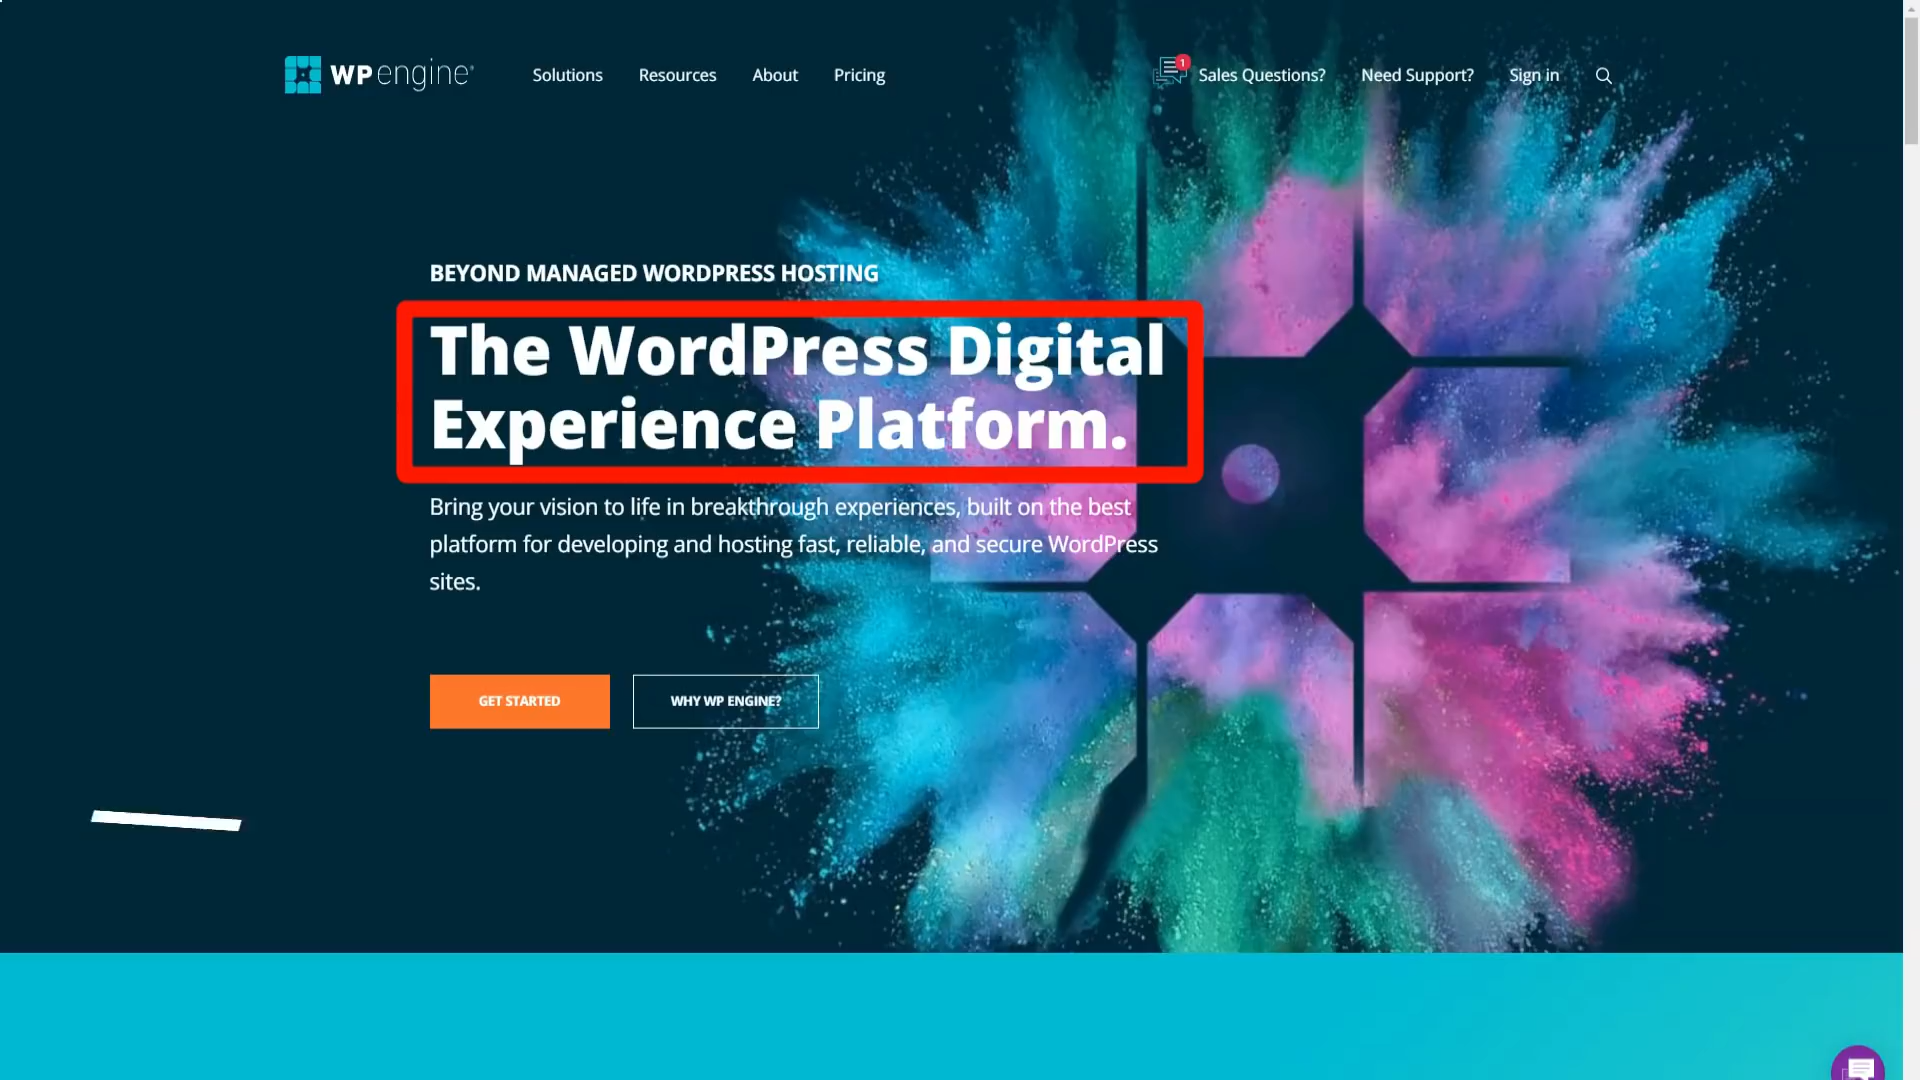 WP engine
Solutions Resources About Pricing
1 Sales Questions? Need Support? Sign in
BEYOND MANAGED WORDPRESS HOSTING
The WordPress Digital
Experience Platform.
Bring your vision to life in breakthrough experiences, built on the best
platform for developing and hosting fast, reliable, and secure WordPress
sites.
GET STARTED WHY WP ENGINE?